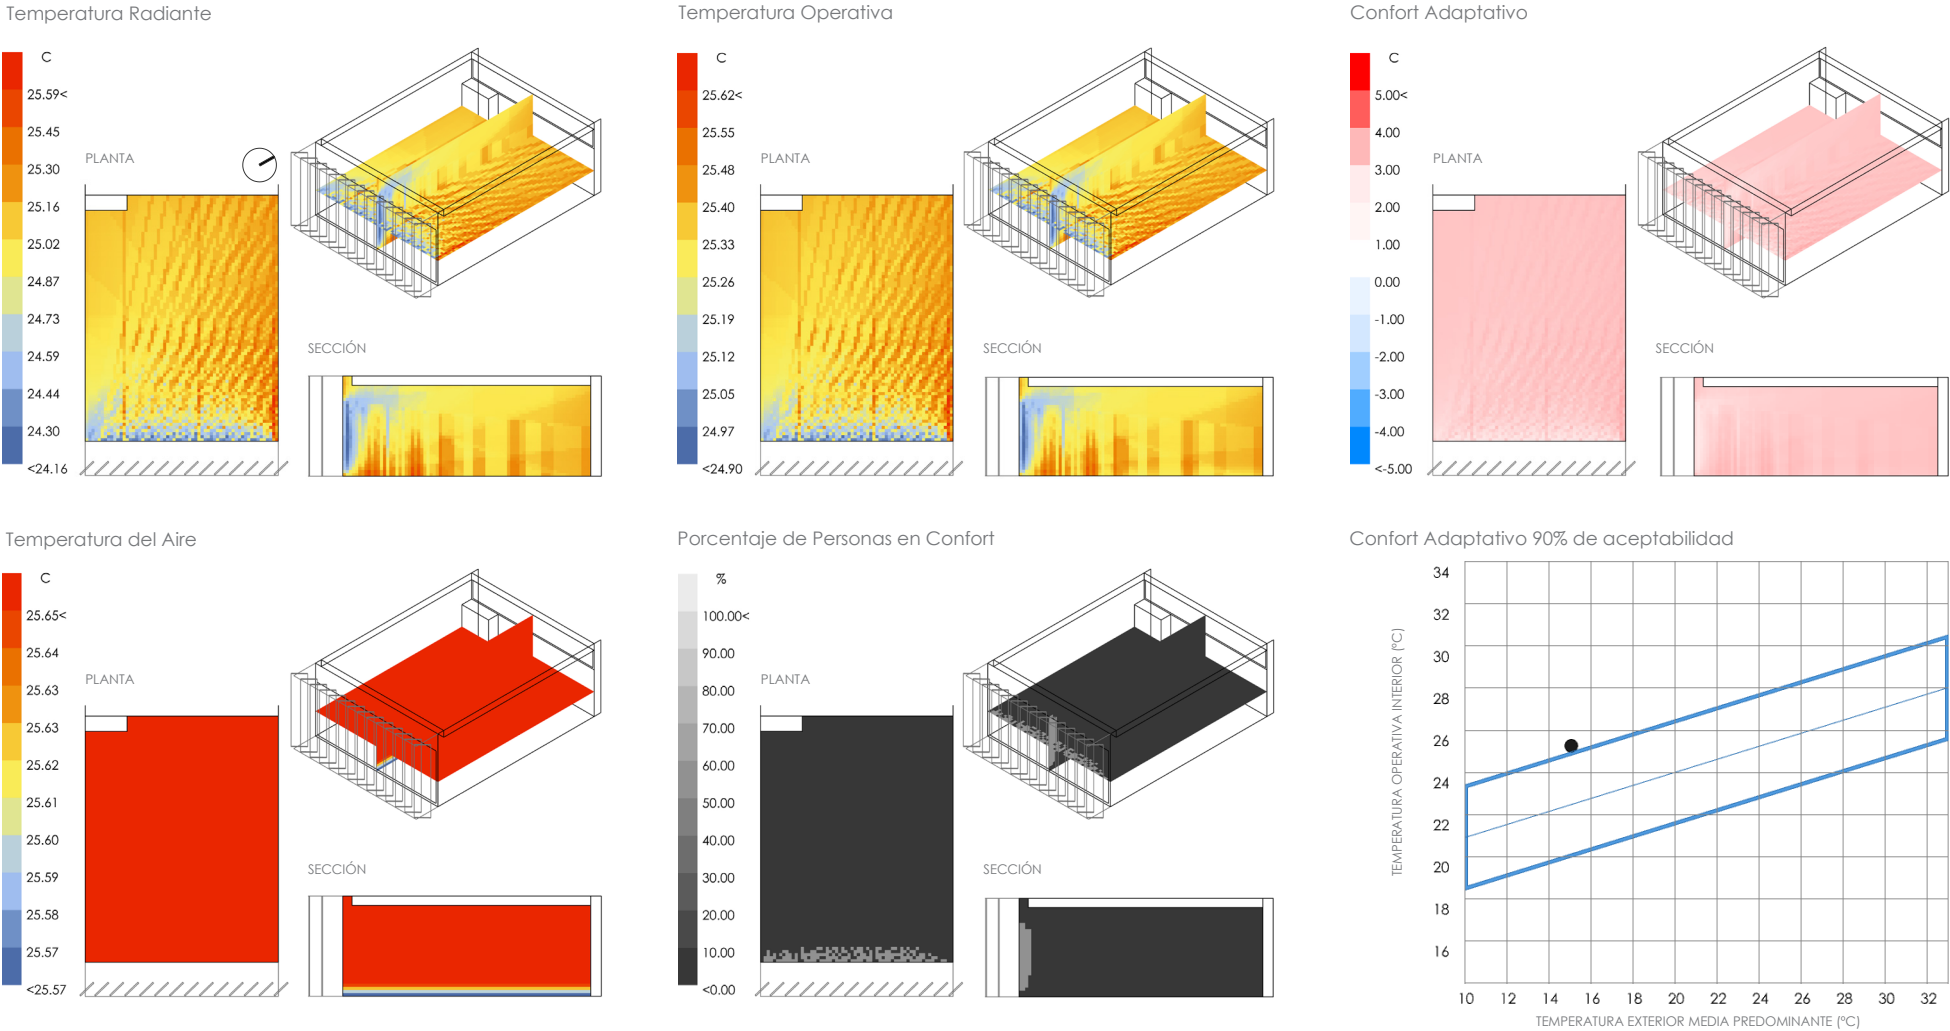 Temperatura Radiante
C
25.59<
25.45
25.30
25.16
25.02
24.87
24.73
24.59
24.44
24.30
<24.16
PLANTA
SECCIÓN
Temperatura Operativa
C
25.62<
25.55
25.48
25.40
25.33
25.26
25.19
25.12
25.05
24.97
<24.90
PLANTA
SECCIÓN
Confort Adaptativo
C
5.00<
4.00
3.00
2.00
1.00
0.00
-1.00
-2.00
-3.00
-4.00
<-5.00
PLANTA
SECCIÓN
Temperatura del Aire
C
25.65<
25.64
25.63
25.63
25.62
25.61
25.60
25.59
25.58
25.57
<25.57
PLANTA
SECCIÓN
Porcentaje de Personas en Confort
%
100.00<
90.00
80.00
70.00
60.00
50.00
40.00
30.00
20.00
10.00
<0.00
PLANTA
SECCIÓN
Confort Adaptativo 90% de aceptabilidad
TEMPERATURA OPERATIVA INTERIOR (ºC)
34
32
30
28
26
24
22
20
18
16
10 12 14 16 18 20 22 24 26 28 30 32
TEMPERATURA EXTERIOR MEDIA PREDOMINANTE (ºC)